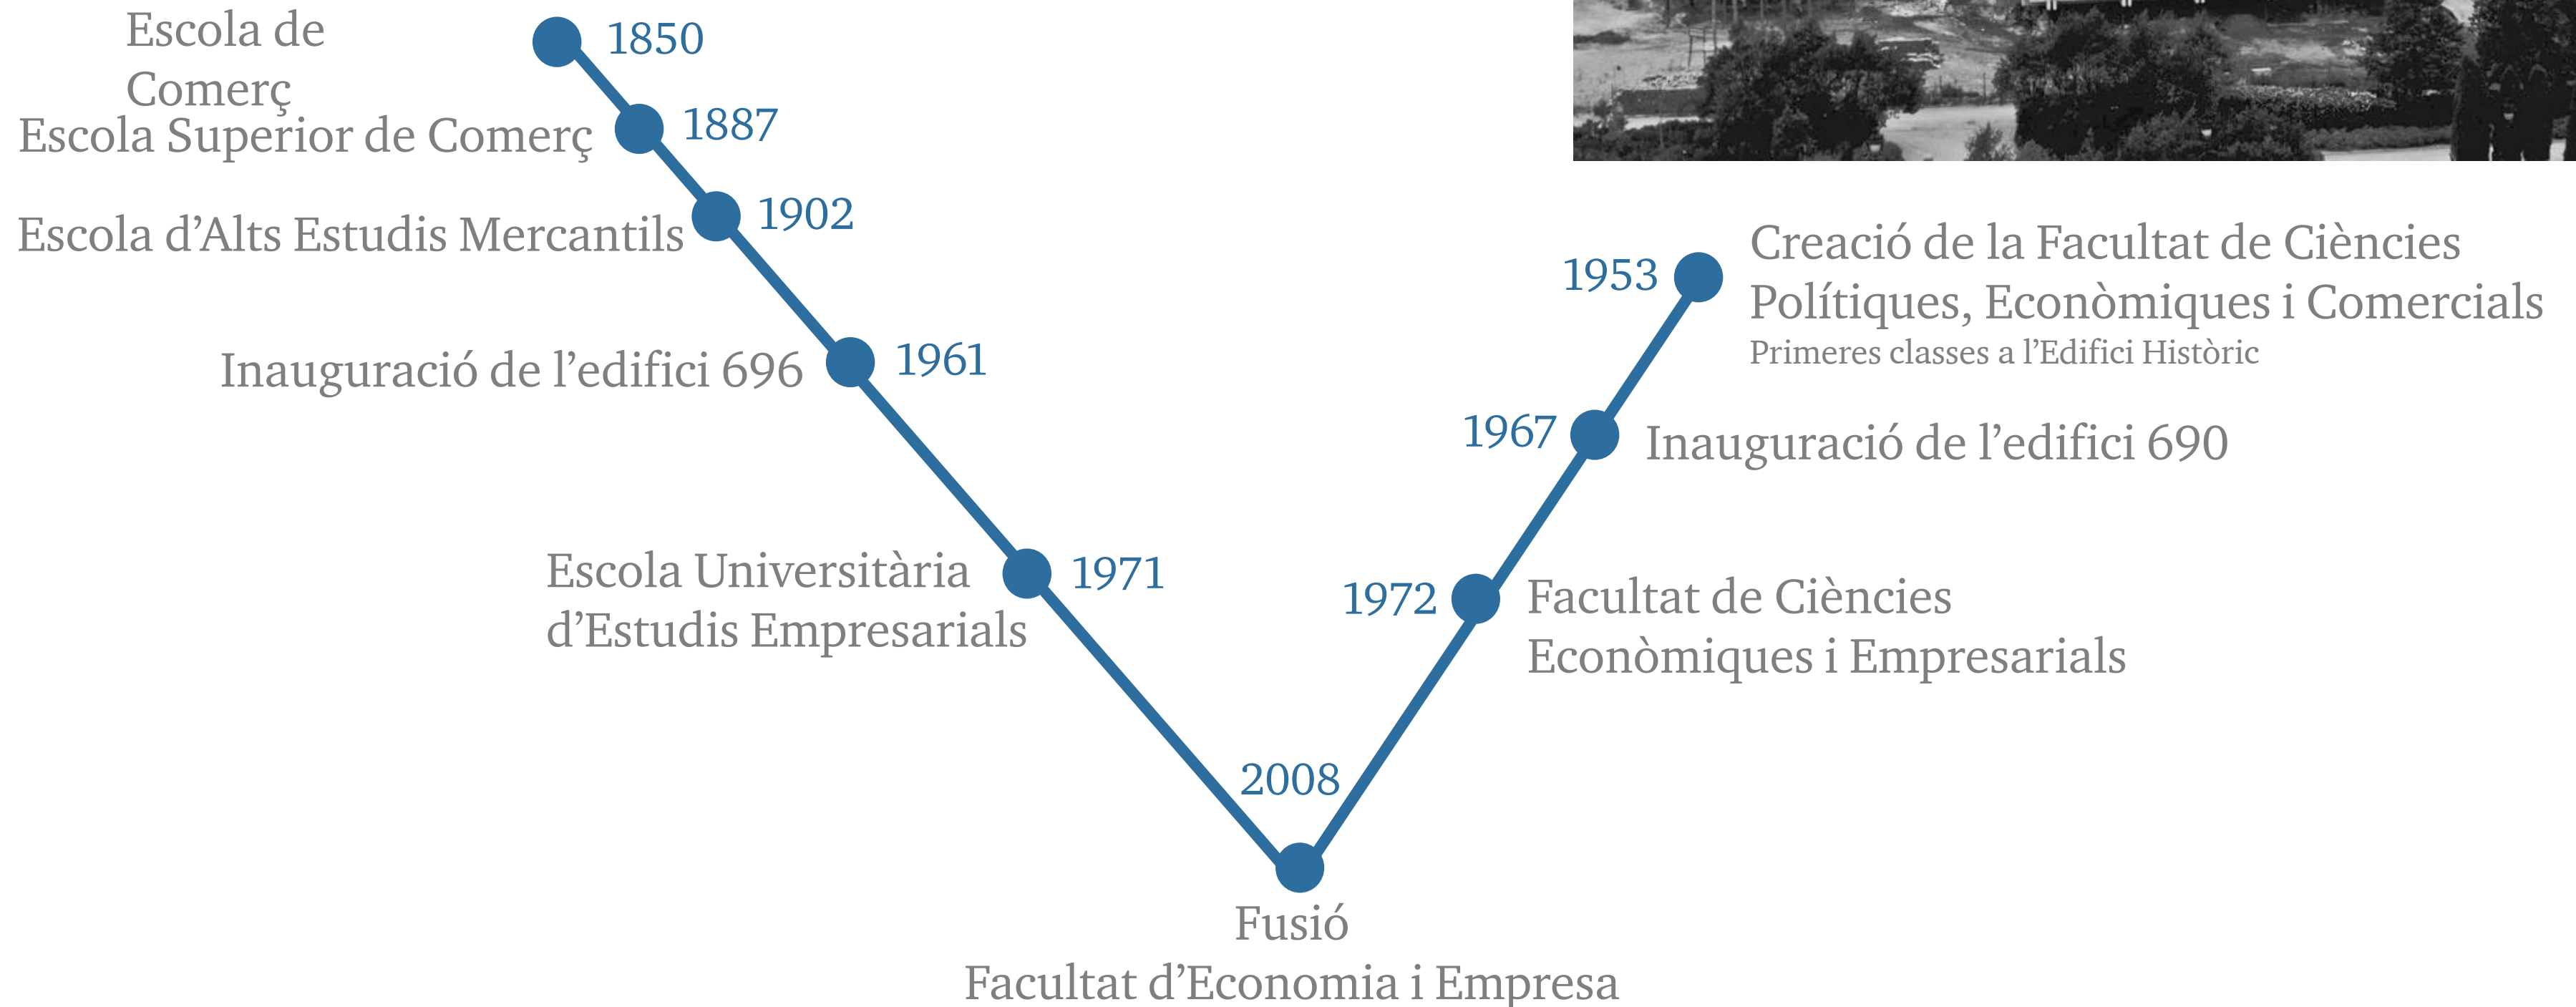 Escola de
Comerç
1850
Escola Superior de Comerç
1887
Escola d’Alts Estudis Mercantils
1902
Inauguració de l’edifici 696
1961
Escola Universitària
d’Estudis Empresarials
1971
1953
Creació de la Facultat de Ciències
Polítiques, Econòmiques i Comercials
Primeres classes a l’Edifici Històric
1967
Inauguració de l’edifici 690
1972
Facultat de Ciències
Econòmiques i Empresarials
2008
Fusió
Facultat d’Economia i Empresa